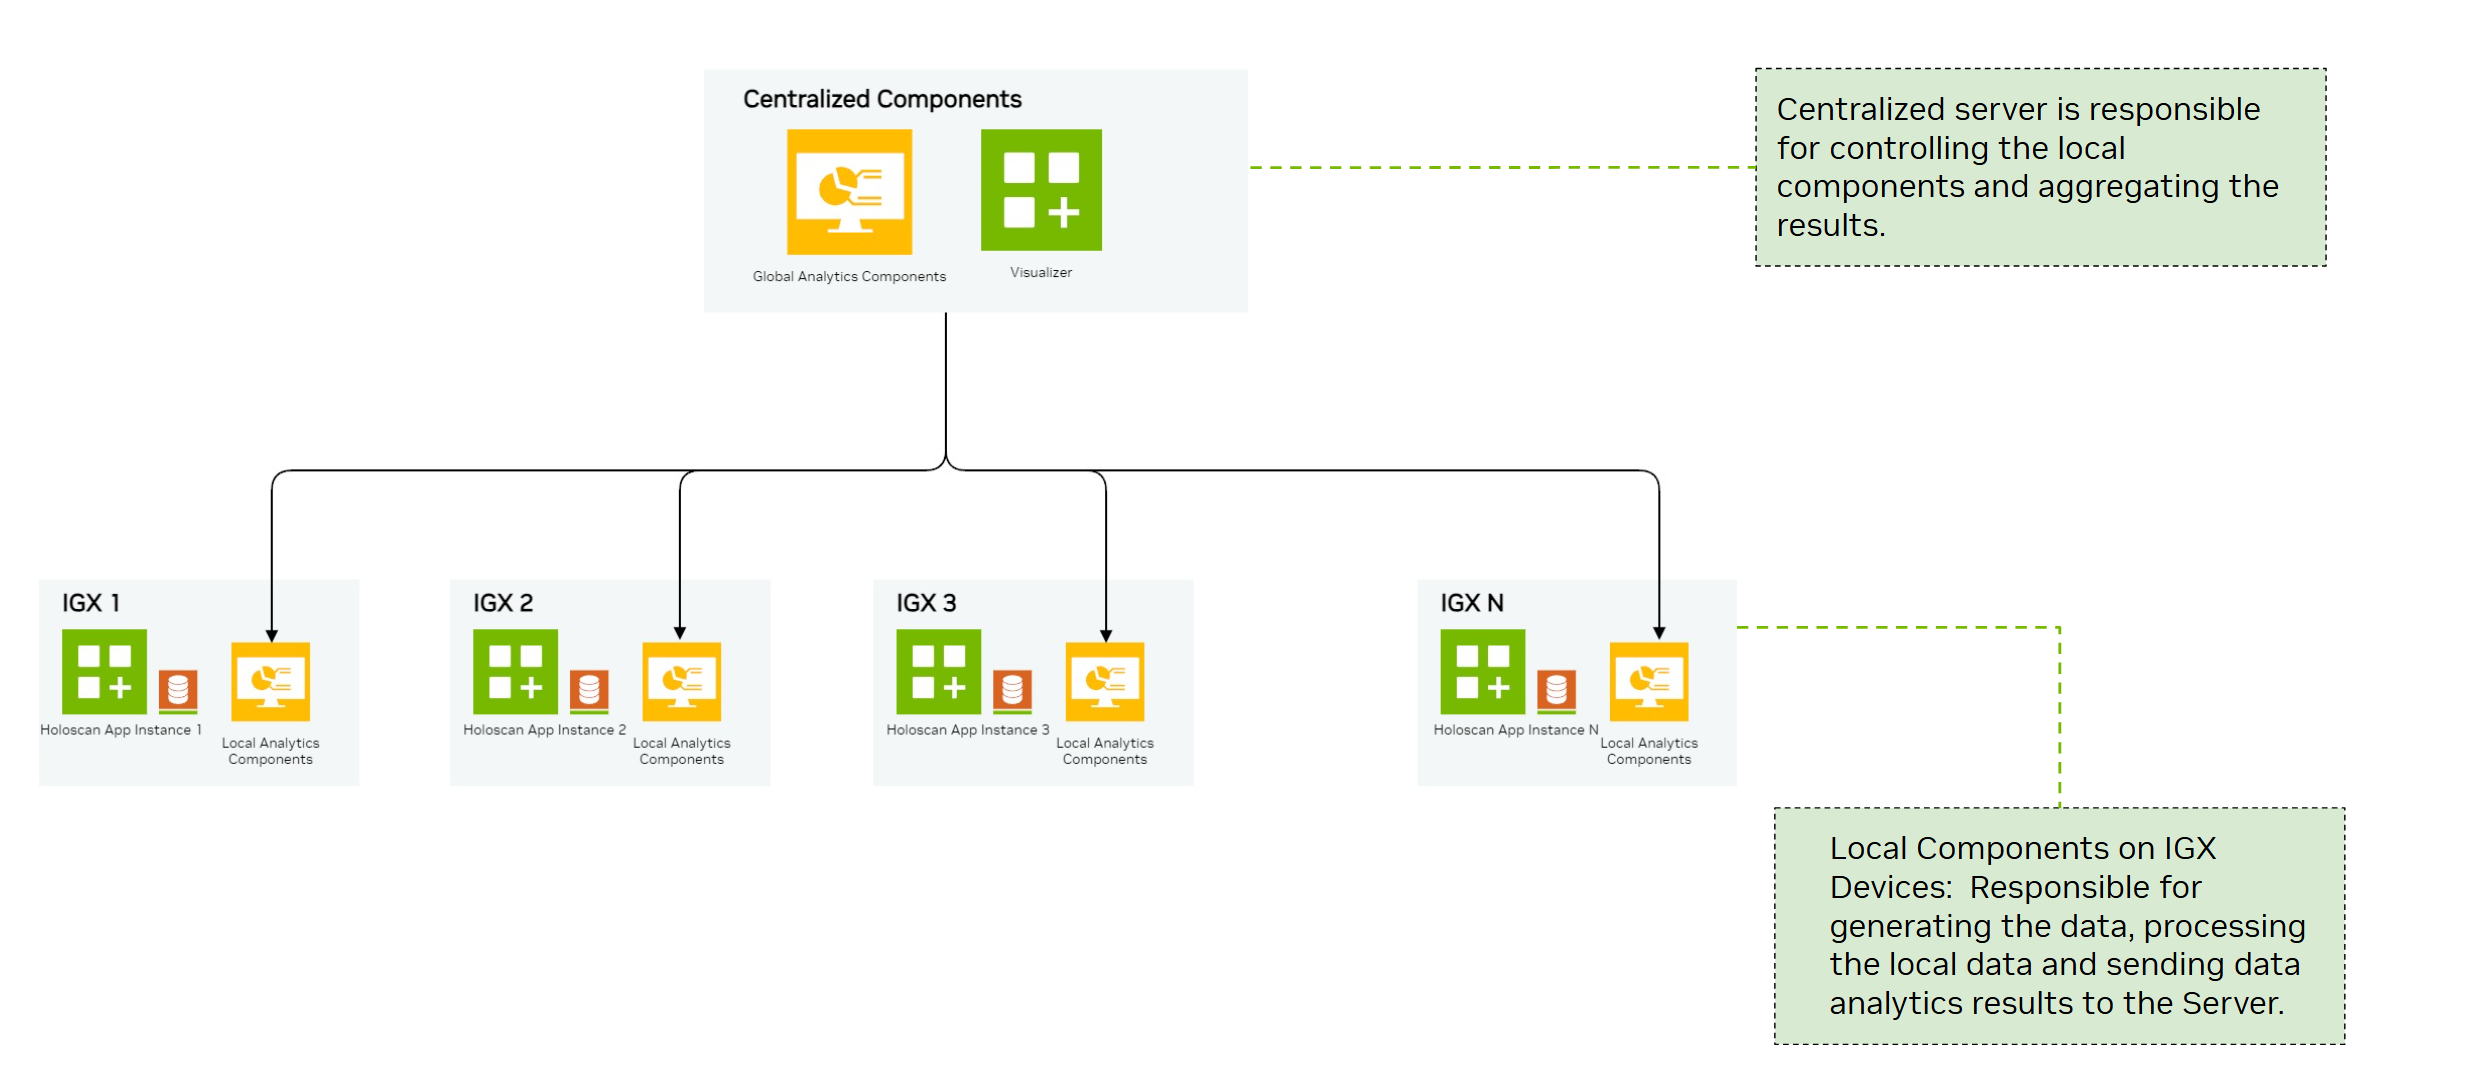 Centralized Components
Global Analytics Components
Visualizer
Centralized server is responsible
for controlling the local
components and aggregating the
results.
IGX 1
Holoscan App Instance 1
Local Analytics
Components
IGX 2
Holoscan App Instance 2
Local Analytics
Components
IGX 3
Holoscan App Instance 3
Local Analytics
Components
IGX N
Holoscan App Instance N
Local Analytics
Components
Local Components on IGX
Devices:  Responsible for
generating the data, processing
the local data and sending data
analytics results to the Server.